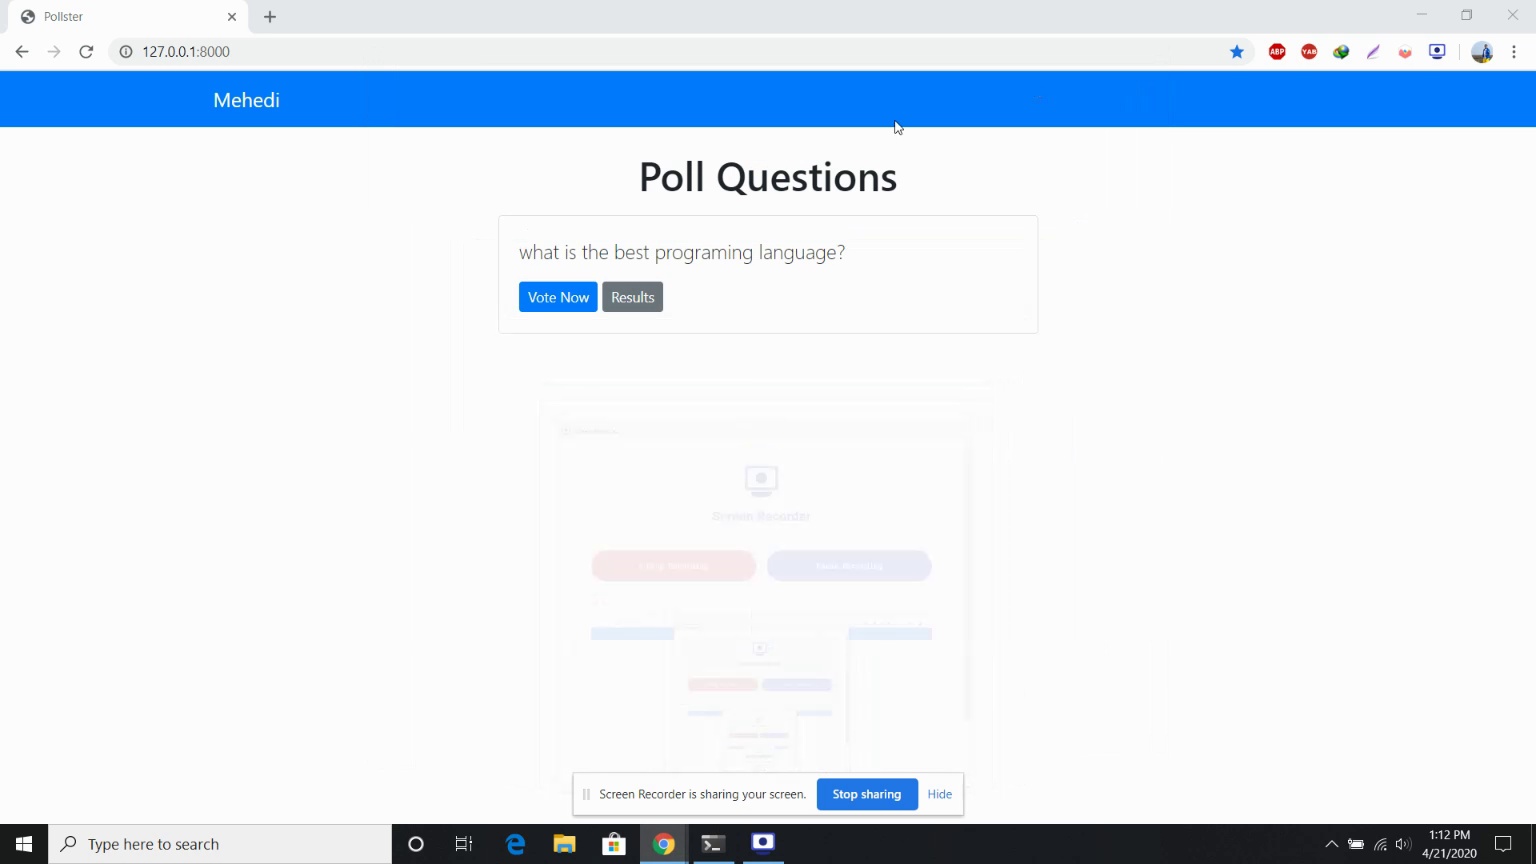 Pollster
127.0.0.1:8000
ABP
YAB
Mehedi
Poll Questions
what is the best programing language?
Vote Now
Results
Screen Recorder
Screen Recorder is sharing your screen.
Stop sharing
Hide
Type here to search
1:12 PM
4/21/2020